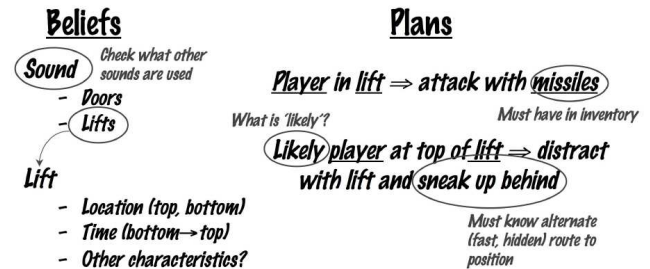 Beliefs
Sound
Check what other
sounds are used
- Doors
- Lifts
Lift
- Location (top, bottom)
- Time (bottom→top)
- Other characteristics?
Plans
Player in lift ⇒ attack with missiles
Must have in inventory
What is 'likely'?
Likely player at top of lift ⇒ distract
with lift and sneak up behind
Must know alternate
(fast, hidden) route to
position